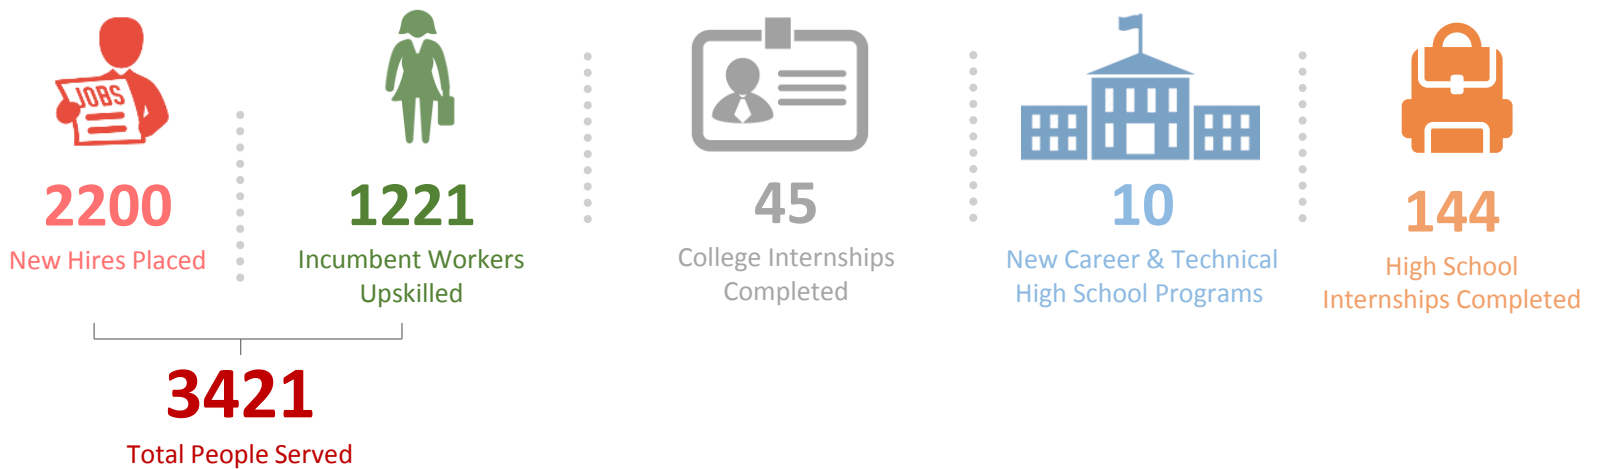 JOBS
2200
New Hires Placed
1221
Incumbent Workers
Upskilled
45
College Internships
Completed
10
New Career & Technical
High School Programs
144
High School
Internships Completed
3421
Total People Served